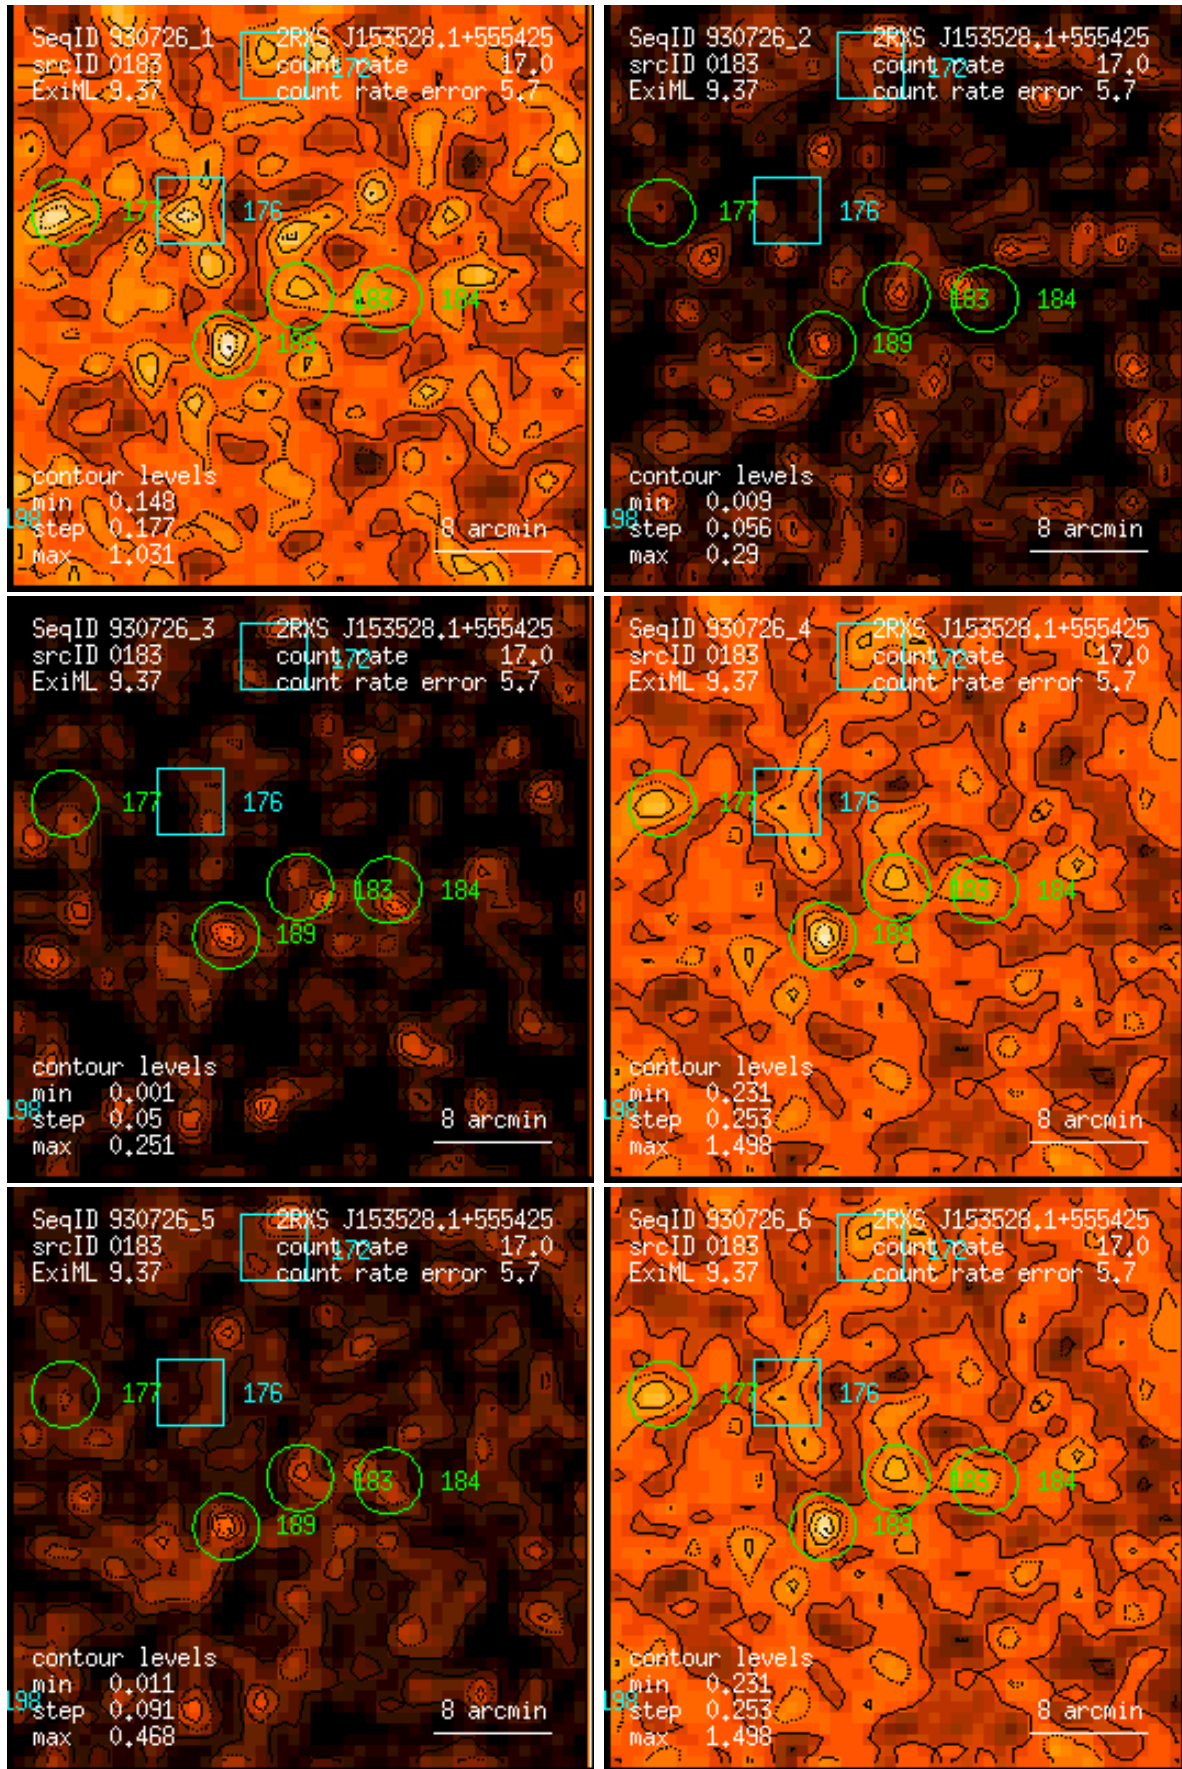 SeqID 930726_1 2RXS J153528.1+555425
srcID 0183 count rate 17.0
172
ExiML 9.37 count rate error 5.7
177 176
183 184
189
contour levels
min 0.148
198
step 0.177 8 arcmin
max 1.031
SeqID 930726_2 2RXS J153528.1+555425
srcID 0183 count rate 17.0
172
ExiML 9.37 count rate error 5.7
177 176
183 184
189
contour levels
min 0.009
198
step 0.056 8 arcmin
max 0.29
SeqID 930726_3 2RXS J153528.1+555425
srcID 0183 count rate 17.0
172
ExiML 9.37 count rate error 5.7
177 176
183 184
189
contour levels
min 0.001
198
step 0.05 8 arcmin
max 0.251
SeqID 930726_4 2RXS J153528.1+555425
srcID 0183 count rate 17.0
172
ExiML 9.37 count rate error 5.7
177 176
183 184
189
contour levels
min 0.231
198
step 0.253 8 arcmin
max 1.498
SeqID 930726_5 2RXS J153528.1+555425
srcID 0183 count rate 17.0
172
ExiML 9.37 count rate error 5.7
177 176
183 184
189
contour levels
min 0.011
198
step 0.091 8 arcmin
max 0.468
SeqID 930726_6 2RXS J153528.1+555425
srcID 0183 count rate 17.0
172
ExiML 9.37 count rate error 5.7
177 176
183 184
189
contour levels
min 0.231
198
step 0.253 8 arcmin
max 1.498